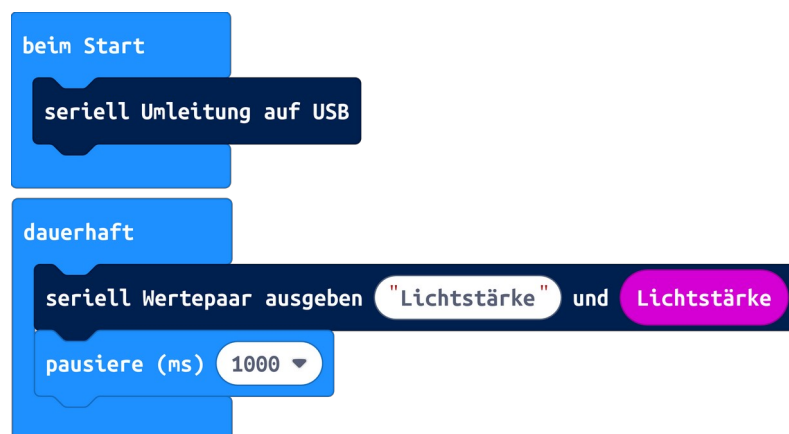 beim Start
seriell Umleitung auf USB
dauerhaft
seriell Wertepaar ausgeben "Lichtstärke" und Lichtstärke
pausiere (ms) 1000